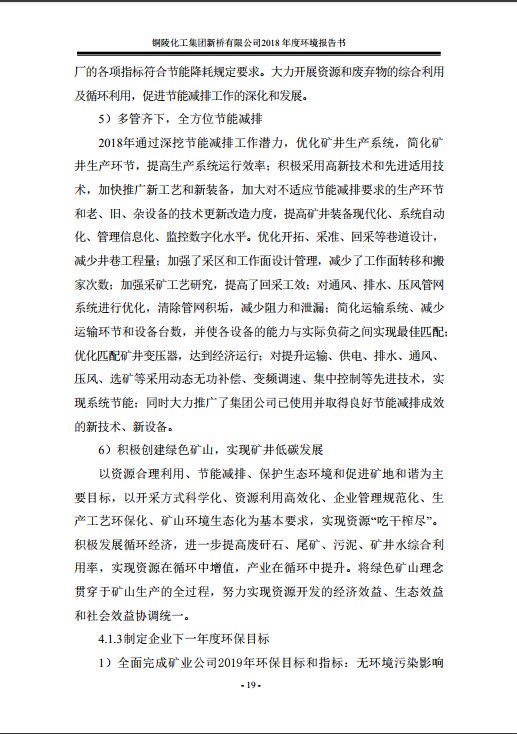 铜陵化工集团新桥有限公司2018 年度环境报告书
厂的各项指标符合节能降耗规定要求。大力开展资源和废弃物的综合利用
及循环利用，促进节能减排工作的深化和发展。
5）多管齐下，全方位节能减排
2018年通过深挖节能减排工作潜力，优化矿井生产系统，简化矿
井生产环节，提高生产系统运行效率；积极采用高新技术和先进适用技
术，加快推广新工艺和新装备，加大对不适应节能减排要求的生产环节
和老、旧、杂设备的技术更新改造力度，提高矿井装备现代化、系统自动
化、管理信息化、监控数字化水平。优化开拓、采准、回采等巷道设计，
减少井巷工程量；加强了采区和工作面设计管理，减少了工作面转移和搬
家次数；加强采矿工艺研究，提高了回采工效；对通风、排水、压风管网
系统进行优化，清除管网积垢，减少阻力和泄漏；简化运输系统、减少
运输环节和设备台数，并使各设备的能力与实际负荷之间实现最佳匹配；
优化匹配矿井变压器，达到经济运行；对提升运输、供电、排水、通风、
压风、选矿等采用动态无功补偿、变频调速、集中控制等先进技术，实
现系统节能；同时大力推广了集团公司已使用并取得良好节能减排成效
的新技术、新设备。
6）积极创建绿色矿山，实现矿井低碳发展
以资源合理利用、节能减排、保护生态环境和促进矿地和谐为主
要目标，以开采方式科学化、资源利用高效化、企业管理规范化、生
产工艺环保化、矿山环境生态化为基本要求，实现资源“吃干榨尽”。
积极发展循环经济，进一步提高废矸石、尾矿、污泥、矿井水综合利
用率，实现资源在循环中增值，产业在循环中提升。将绿色矿山理念
贯穿于矿山生产的全过程，努力实现资源开发的经济效益、生态效益
和社会效益协调统一。
4.1.3制定企业下一年度环保目标
1）全面完成矿业公司2019年环保目标和指标：无环境污染影响
- 19 -